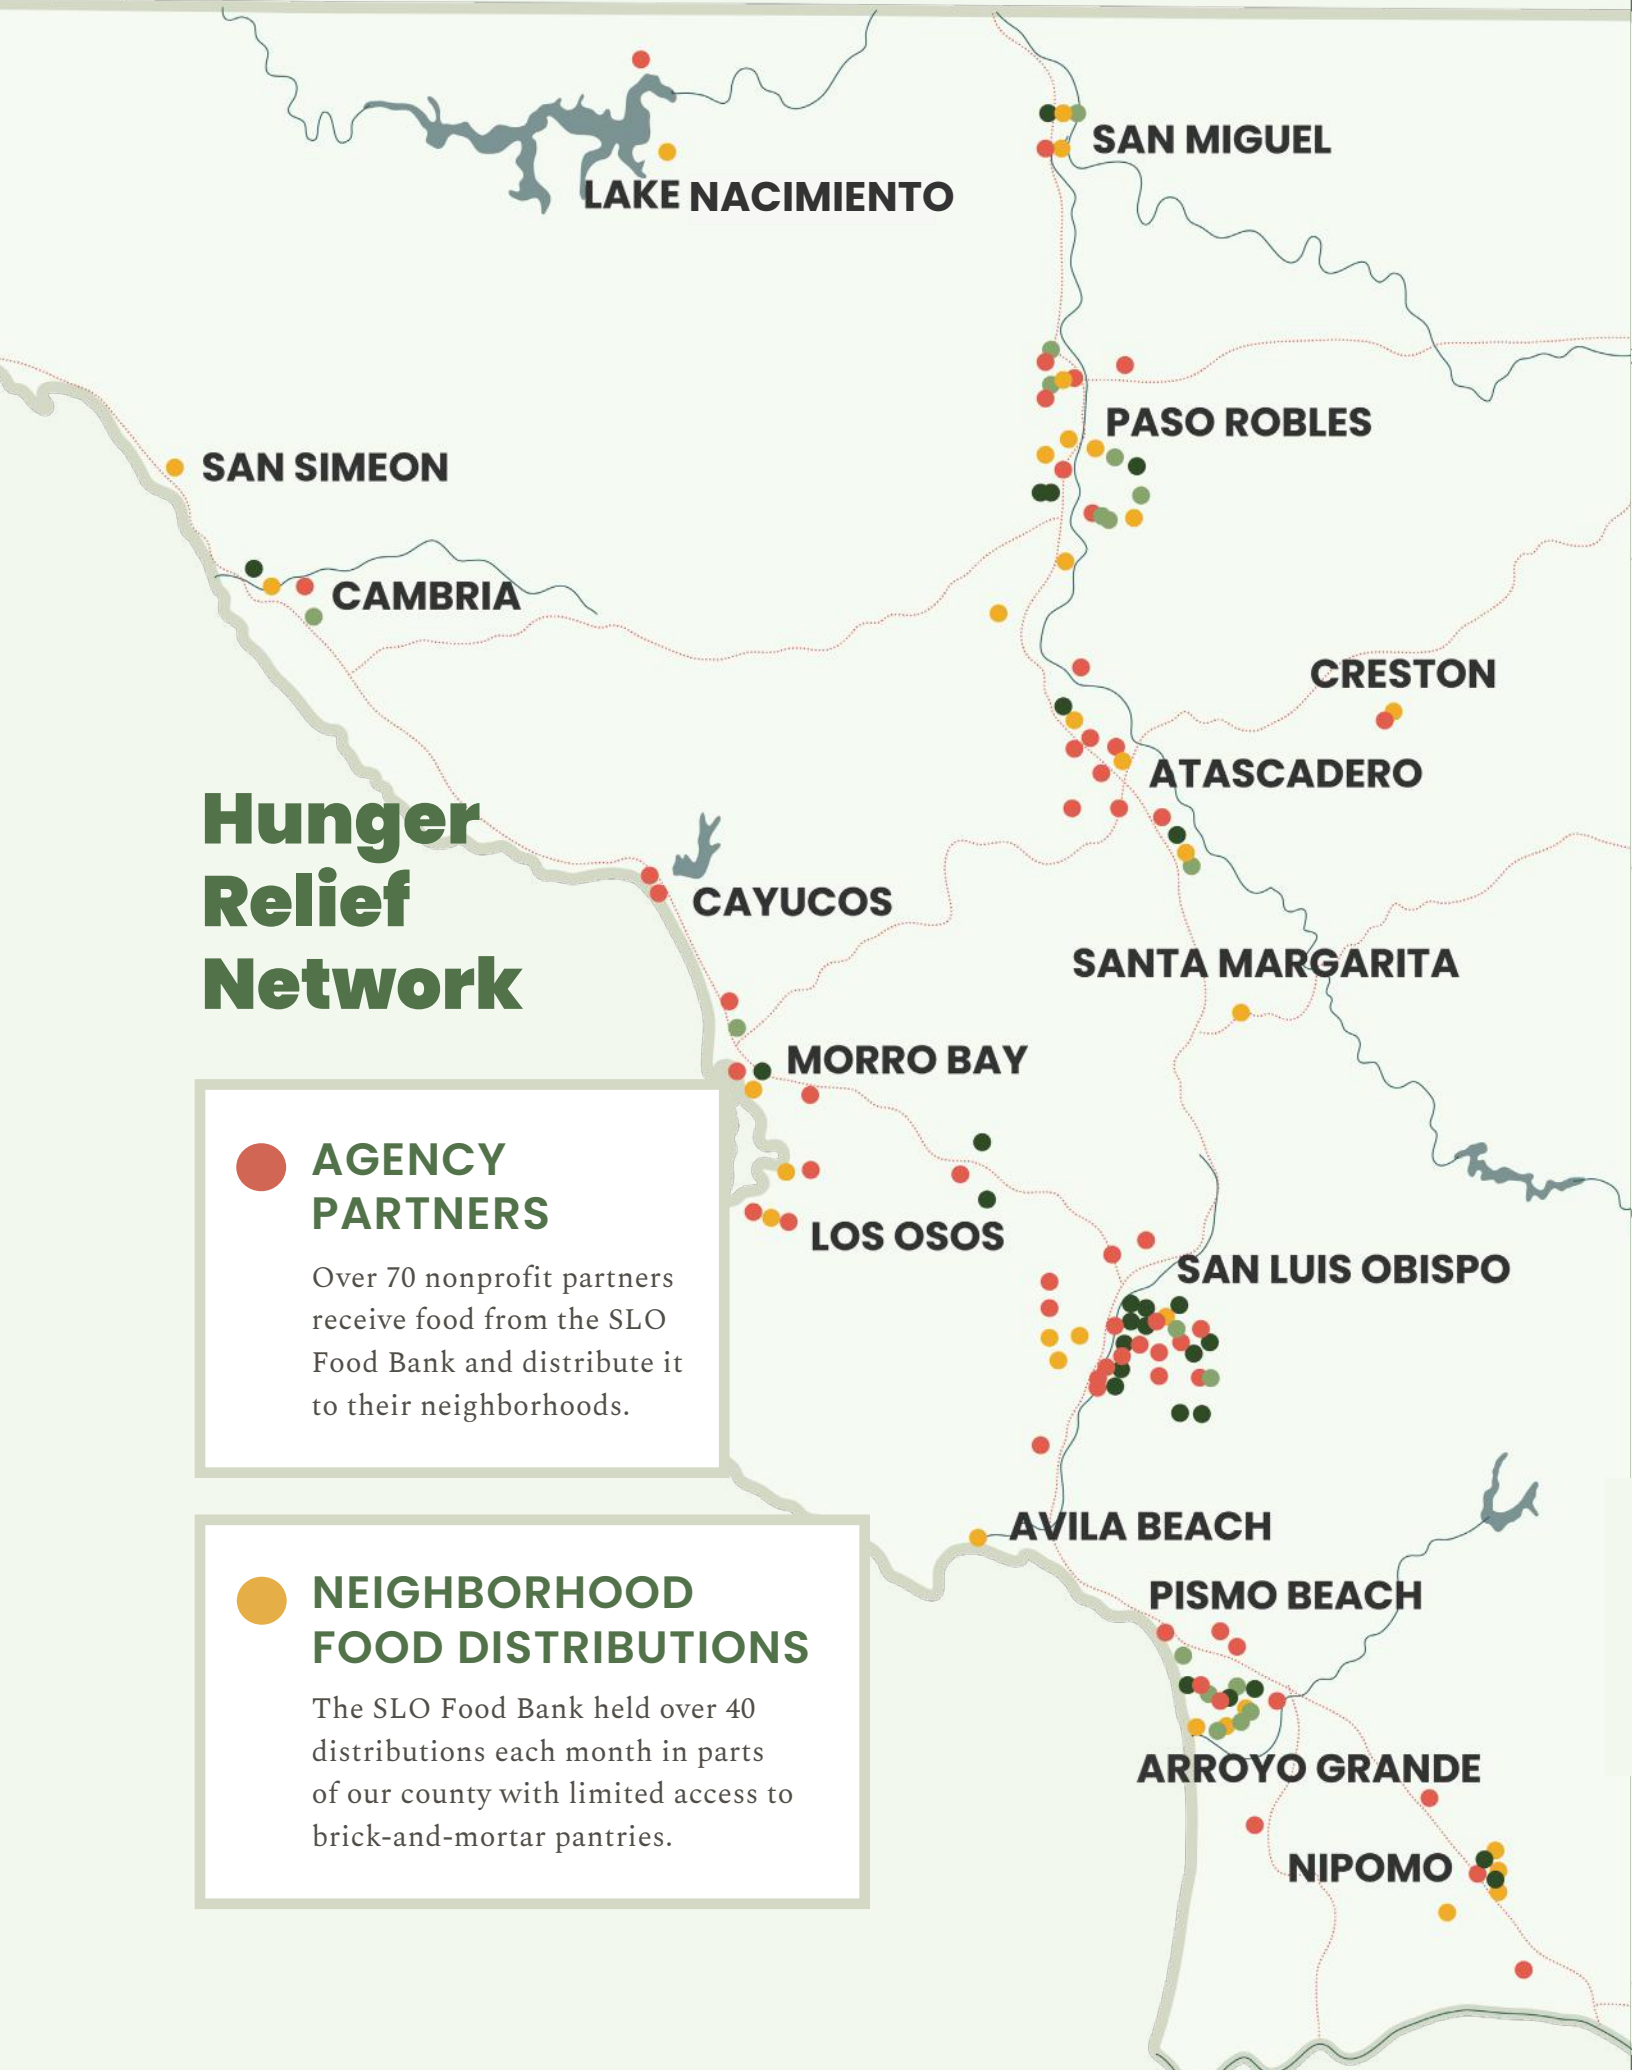 SAN MIGUEL
LAKE NACIMIENTO
PASO ROBLES
SAN SIMEON
CAMBRIA
CRESTON
ATASCADERO
Hunger
Relief
Network
CAYUCOS
SANTA MARGARITA
MORRO BAY
AGENCY
PARTNERS
Over 70 nonprofit partners
receive food from the SLO
Food Bank and distribute it
to their neighborhoods.
LOS OSOS
SAN LUIS OBISPO
AVILA BEACH
PISMO BEACH
NEIGHBORHOOD
FOOD DISTRIBUTIONS
The SLO Food Bank held over 40
distributions each month in parts
of our county with limited access to
brick-and-mortar pantries.
ARROYO GRANDE
NIPOMO